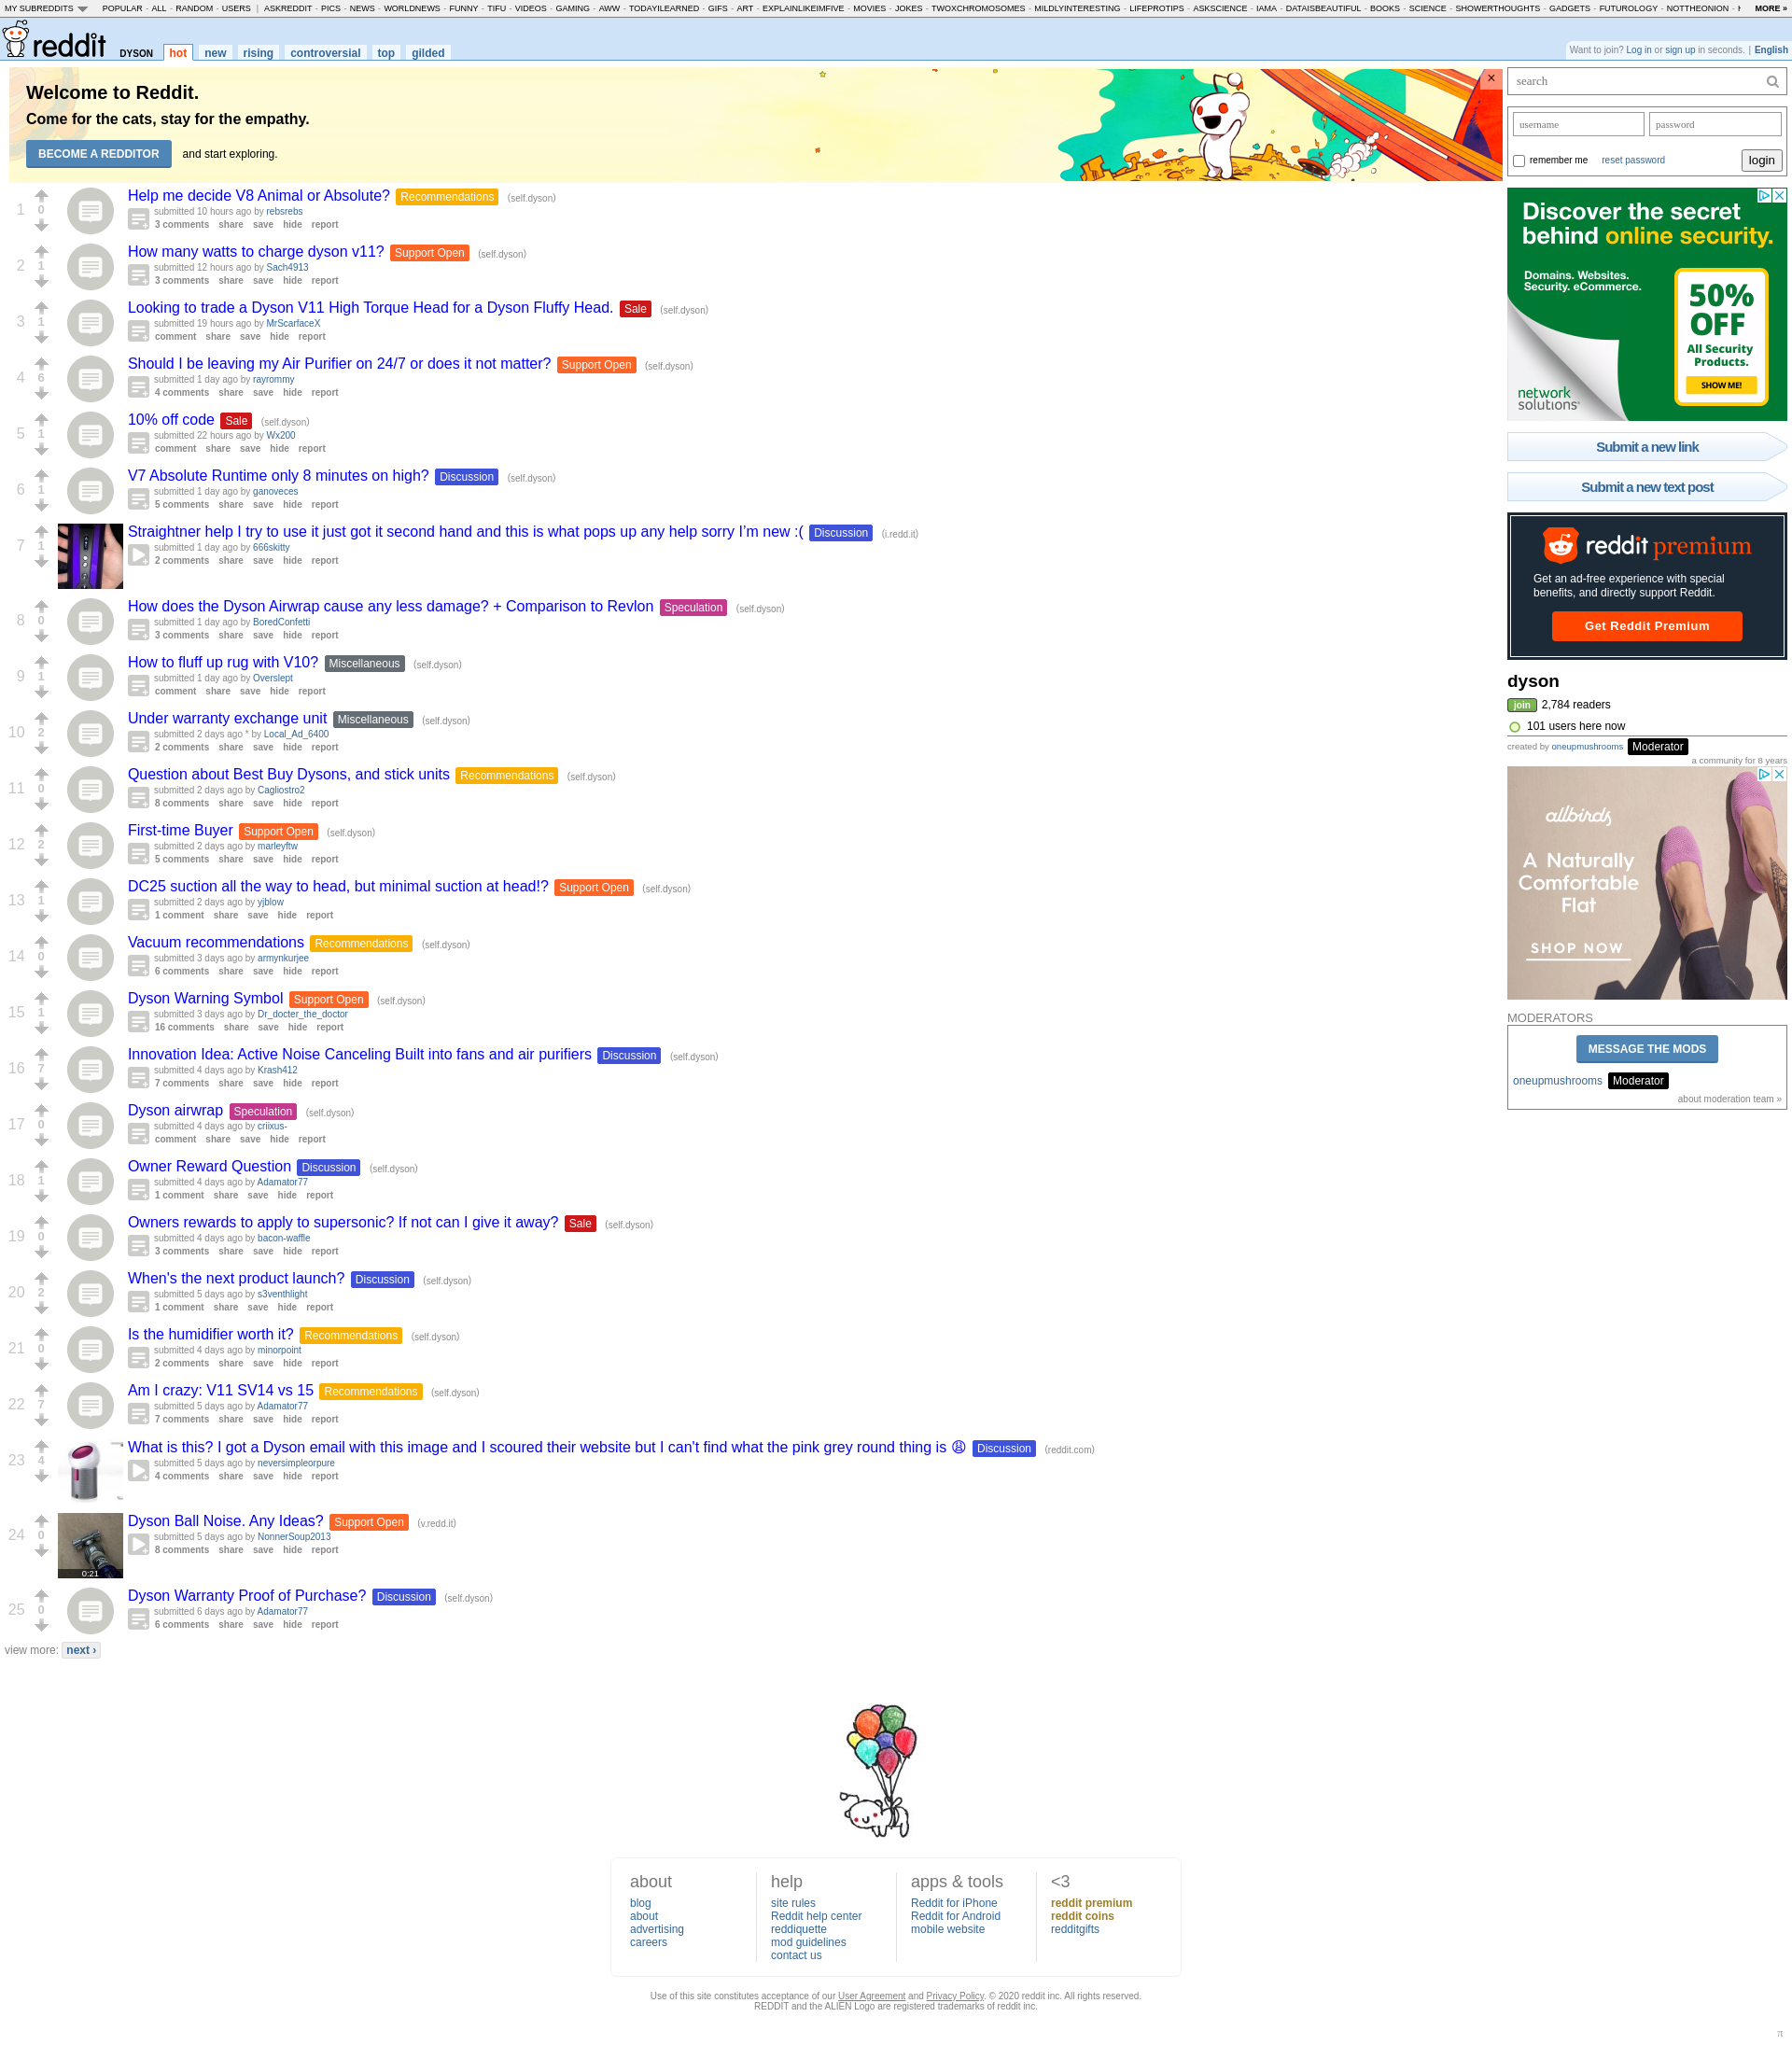 MY SUBREDDITS POPULAR - ALL - RANDOM - USERS | ASKREDDIT - PICS - NEWS - WORLDNEWS - FUNNY - TIFU - VIDEOS - GAMING - AWW - TODAYILEARNED - GIFS - ART - EXPLAINLIKEIMFIVE - MOVIES - JOKES - TWOXCHROMOSOMES - MILDLYINTERESTING - LIFEPROTIPS - ASKSCIENCE - IAMA - DATAISBEAUTIFUL - BOOKS - SCIENCE - SHOWERTHOUGHTS - GADGETS - FUTUROLOGY - NOTTHEONION - MORE »
reddit DYSON hot new rising controversial top gilded
Want to join? Log in or sign up in seconds. | English
Welcome to Reddit.
Come for the cats, stay for the empathy.
BECOME A REDDITOR and start exploring.
×
1 0 Help me decide V8 Animal or Absolute? Recommendations (self.dyson)
submitted 10 hours ago by rebsrebs
3 comments share save hide report
2 1 How many watts to charge dyson v11? Support Open (self.dyson)
submitted 12 hours ago by Sach4913
3 comments share save hide report
3 1 Looking to trade a Dyson V11 High Torque Head for a Dyson Fluffy Head. Sale (self.dyson)
submitted 19 hours ago by MrScarfaceX
comment share save hide report
4 6 Should I be leaving my Air Purifier on 24/7 or does it not matter? Support Open (self.dyson)
submitted 1 day ago by rayrommy
4 comments share save hide report
5 1 10% off code Sale (self.dyson)
submitted 22 hours ago by Wx200
comment share save hide report
6 1 V7 Absolute Runtime only 8 minutes on high? Discussion (self.dyson)
submitted 1 day ago by ganoveces
5 comments share save hide report
7 1 Straightner help I try to use it just got it second hand and this is what pops up any help sorry I’m new :( Discussion (i.redd.it)
submitted 1 day ago by 666skitty
2 comments share save hide report
8 0 How does the Dyson Airwrap cause any less damage? + Comparison to Revlon Speculation (self.dyson)
submitted 1 day ago by BoredConfetti
3 comments share save hide report
9 1 How to fluff up rug with V10? Miscellaneous (self.dyson)
submitted 1 day ago by Overslept
comment share save hide report
10 2 Under warranty exchange unit Miscellaneous (self.dyson)
submitted 2 days ago * by Local_Ad_6400
2 comments share save hide report
11 0 Question about Best Buy Dysons, and stick units Recommendations (self.dyson)
submitted 2 days ago by Cagliostro2
8 comments share save hide report
12 2 First-time Buyer Support Open (self.dyson)
submitted 2 days ago by marleyftw
5 comments share save hide report
13 1 DC25 suction all the way to head, but minimal suction at head!? Support Open (self.dyson)
submitted 2 days ago by yjblow
1 comment share save hide report
14 0 Vacuum recommendations Recommendations (self.dyson)
submitted 3 days ago by armynkurjee
6 comments share save hide report
15 1 Dyson Warning Symbol Support Open (self.dyson)
submitted 3 days ago by Dr_docter_the_doctor
16 comments share save hide report
16 7 Innovation Idea: Active Noise Canceling Built into fans and air purifiers Discussion (self.dyson)
submitted 4 days ago by Krash412
7 comments share save hide report
17 0 Dyson airwrap Speculation (self.dyson)
submitted 4 days ago by criixus-
comment share save hide report
18 1 Owner Reward Question Discussion (self.dyson)
submitted 4 days ago by Adamator77
1 comment share save hide report
19 0 Owners rewards to apply to supersonic? If not can I give it away? Sale (self.dyson)
submitted 4 days ago by bacon-waffle
3 comments share save hide report
20 2 When's the next product launch? Discussion (self.dyson)
submitted 5 days ago by s3venthlight
1 comment share save hide report
21 0 Is the humidifier worth it? Recommendations (self.dyson)
submitted 4 days ago by minorpoint
2 comments share save hide report
22 7 Am I crazy: V11 SV14 vs 15 Recommendations (self.dyson)
submitted 5 days ago by Adamator77
7 comments share save hide report
23 4 What is this? I got a Dyson email with this image and I scoured their website but I can't find what the pink grey round thing is 😩 Discussion (reddit.com)
submitted 5 days ago by neversimpleorpure
4 comments share save hide report
24 0 Dyson Ball Noise. Any Ideas? Support Open (v.redd.it)
submitted 5 days ago by NonnerSoup2013
8 comments share save hide report
0:21
25 0 Dyson Warranty Proof of Purchase? Discussion (self.dyson)
submitted 6 days ago by Adamator77
6 comments share save hide report
view more: next ›
search
username password
remember me reset password login
Discover the secret
behind online security.
Domains. Websites.
Security. eCommerce.
50%
OFF
All Security
Products.
SHOW ME!
network
solutions
Submit a new link
Submit a new text post
reddit premium
Get an ad-free experience with special
benefits, and directly support Reddit.
Get Reddit Premium
dyson
join 2,784 readers
101 users here now
created by oneupmushrooms Moderator
a community for 8 years
allbirds
A Naturally
Comfortable
Flat
SHOP NOW
MODERATORS
MESSAGE THE MODS
oneupmushrooms Moderator
about moderation team »
about
blog
about
advertising
careers
help
site rules
Reddit help center
reddiquette
mod guidelines
contact us
apps & tools
Reddit for iPhone
Reddit for Android
mobile website
<3
reddit premium
reddit coins
redditgifts
Use of this site constitutes acceptance of our User Agreement and Privacy Policy. © 2020 reddit inc. All rights reserved.
REDDIT and the ALIEN Logo are registered trademarks of reddit inc.
π